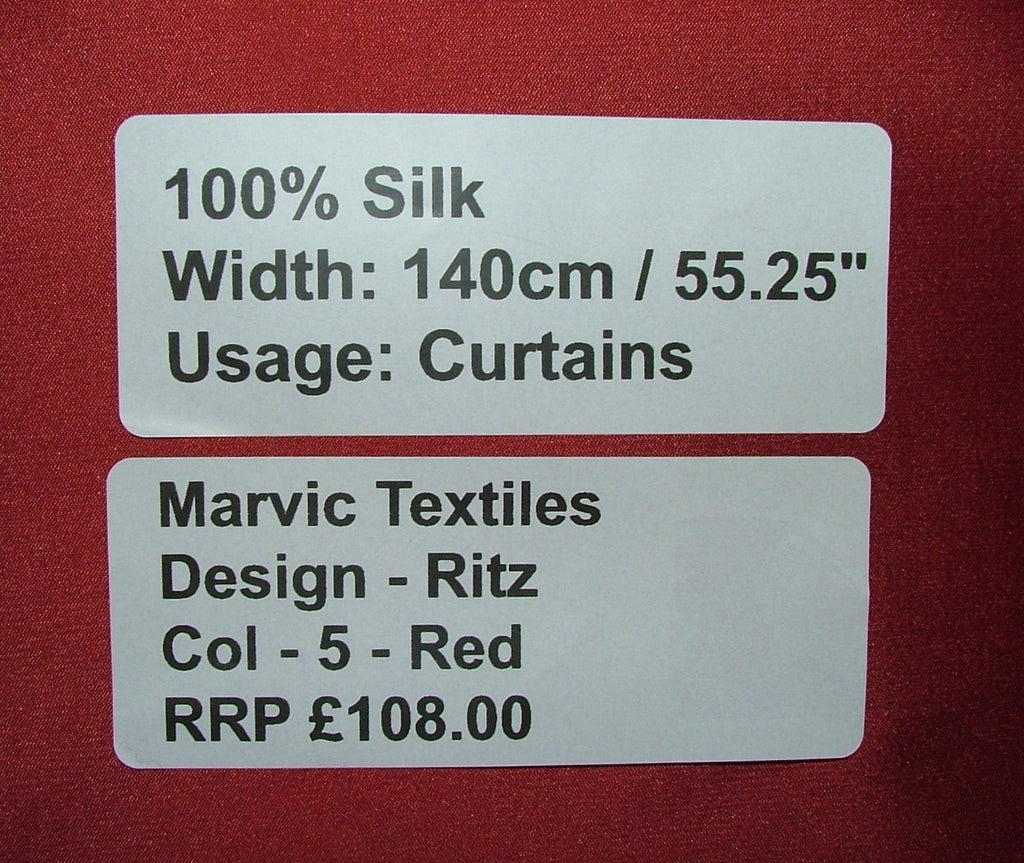 100% Silk
Width: 140cm / 55.25"
Usage: Curtains
Marvic Textiles
Design - Ritz
Col - 5 - Red
RRP £108.00